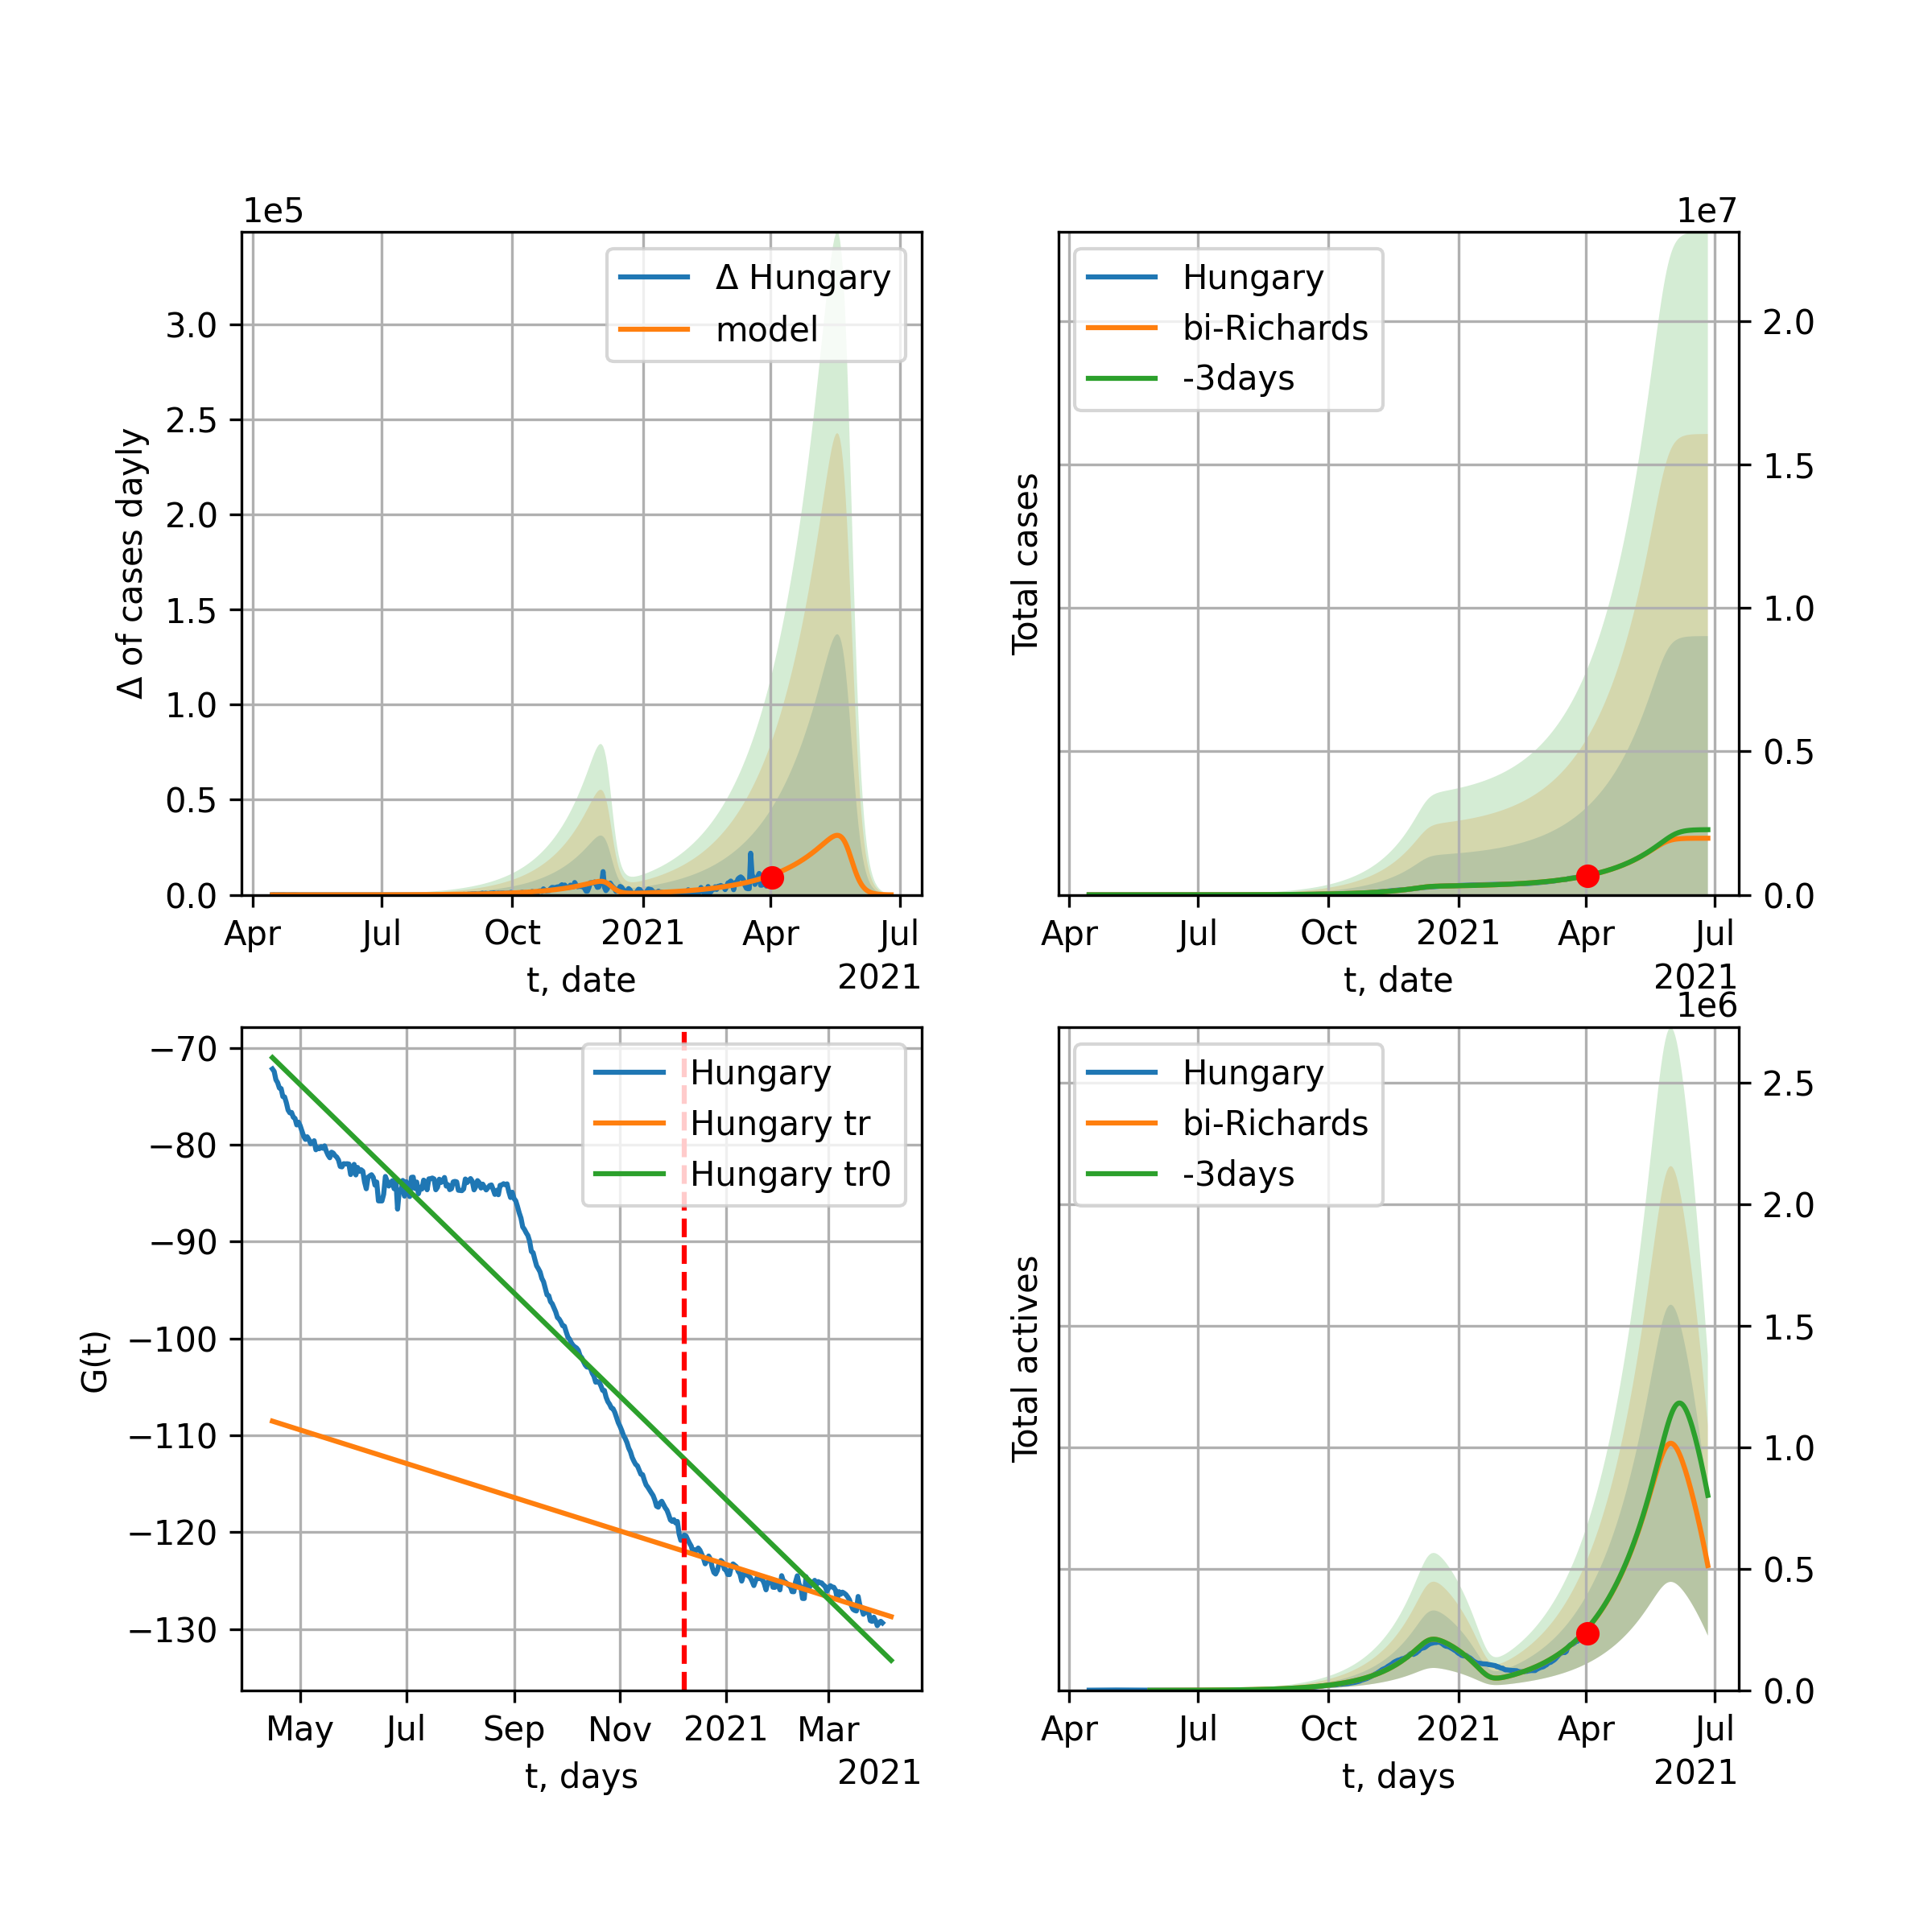 1e5
Δ of cases dayly
3.0
2.5
2.0
1.5
1.0
0.5
0.0
Δ Hungary
model
Apr Jul Oct 2021 Apr Jul
t, date
2021
1e7
Total cases
Hungary
bi-Richards
-3days
2.0
1.5
1.0
0.5
0.0
Apr Jul Oct 2021 Apr Jul
t, date
2021
G(t)
−70
−80
−90
−100
−110
−120
−130
Hungary
Hungary tr
Hungary tr0
May Jul Sep Nov 2021 Mar
t, days
2021
1e6
Total actives
Hungary
bi-Richards
-3days
2.5
2.0
1.5
1.0
0.5
0.0
Apr Jul Oct 2021 Apr Jul
t, days
2021